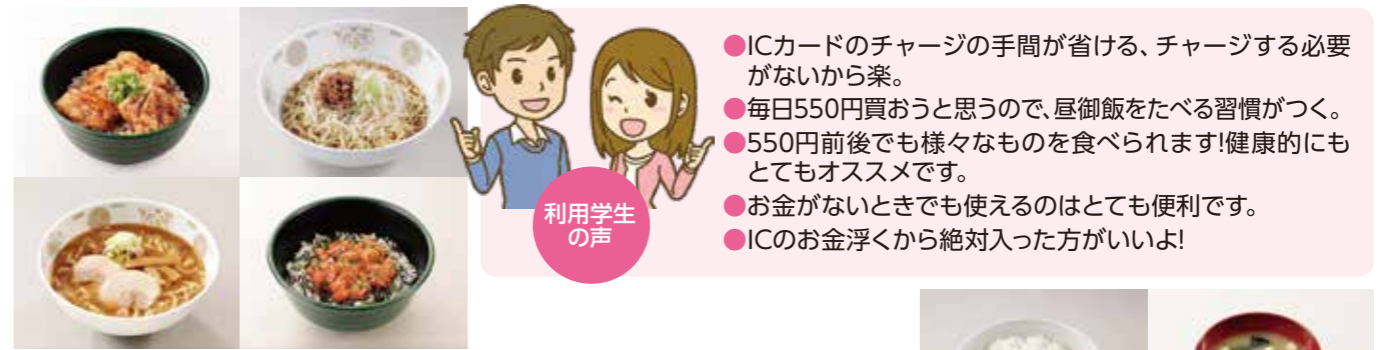 ●ICカードのチャージの手間が省ける、チャージする必要
がないから楽。
●毎日550円買おうと思うので、昼御飯をたべる習慣がつく。
●550円前後でも様々なものを食べられます!健康的にも
とてもオススメです。
●お金がないときでも使えるのはとても便利です。
●ICのお金浮くから絶対入った方がいいよ!
利用学生
の声